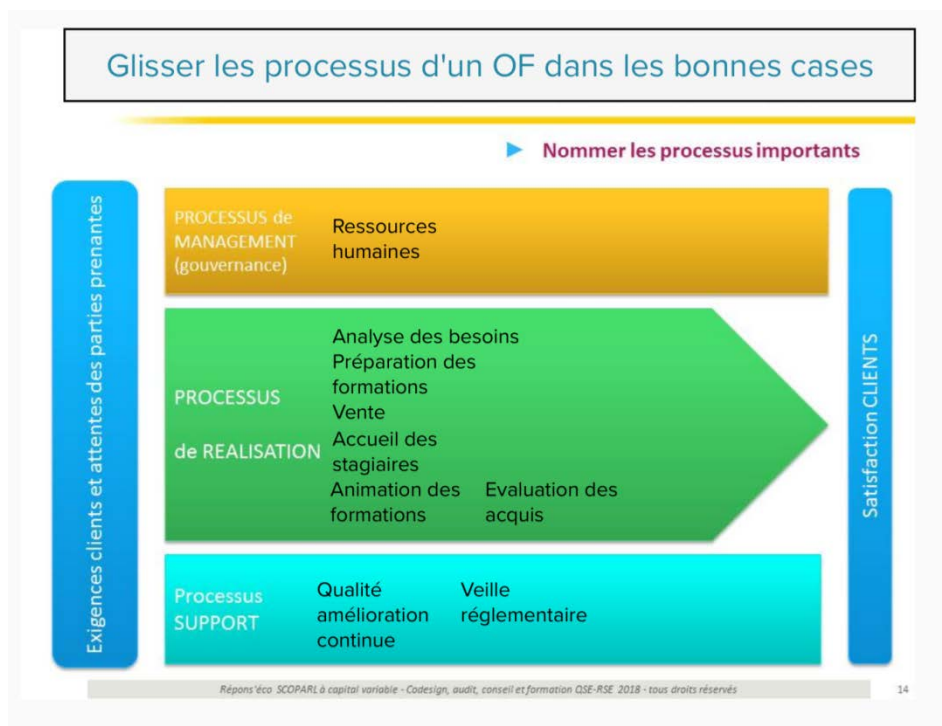 Glisser les processus d'un OF dans les bonnes cases
Nommer les processus importants
Exigences clients et attentes des parties prenantes
PROCESSUS de
MANAGEMENT
(gouvernance)
Ressources
humaines
PROCESSUS
de REALISATION
Analyse des besoins
Préparation des
formations
Vente
Accueil des
stagiaires
Animation des
formations
Evaluation des
acquis
Processus
SUPPORT
Qualité
amélioration
continue
Veille
réglementaire
Satisfaction CLIENTS
Répons'éco SCOPARL à capital variable - Codesign, audit, conseil et formation QSE-RSE 2018 - tous droits réservés
14